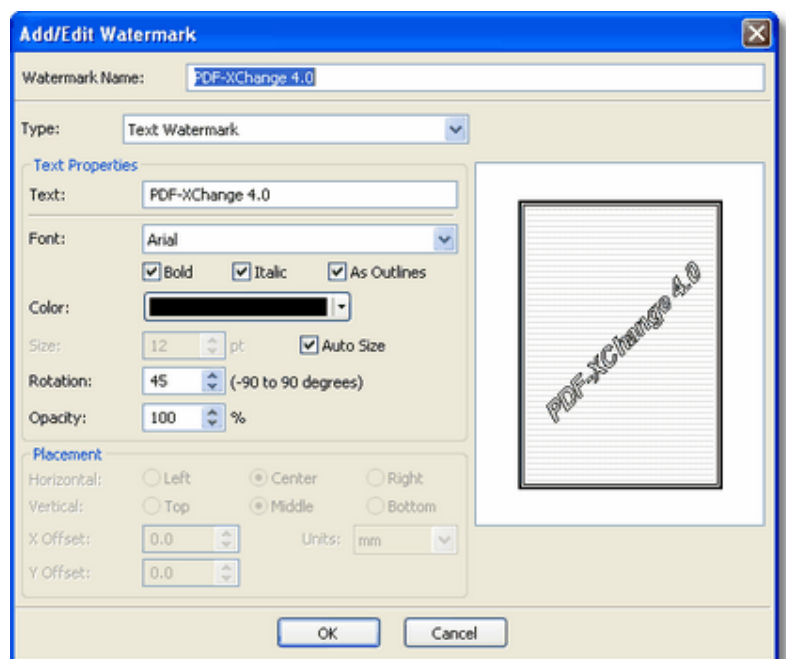 Add/Edit Watermark
Watermark Name: PDF-XChange 4.0
Type: Text Watermark
Text Properties
Text: PDF-XChange 4.0
Font: Arial
Bold Italic As Outlines
Color:
Size: 12 pt Auto Size
Rotation: 45 (-90 to 90 degrees)
Opacity: 100 %
PDF-XChange 4.0
Placement
Horizontal: Left Center Right
Vertical: Top Middle Bottom
X Offset: 0.0 Units: mm
Y Offset: 0.0
OK Cancel